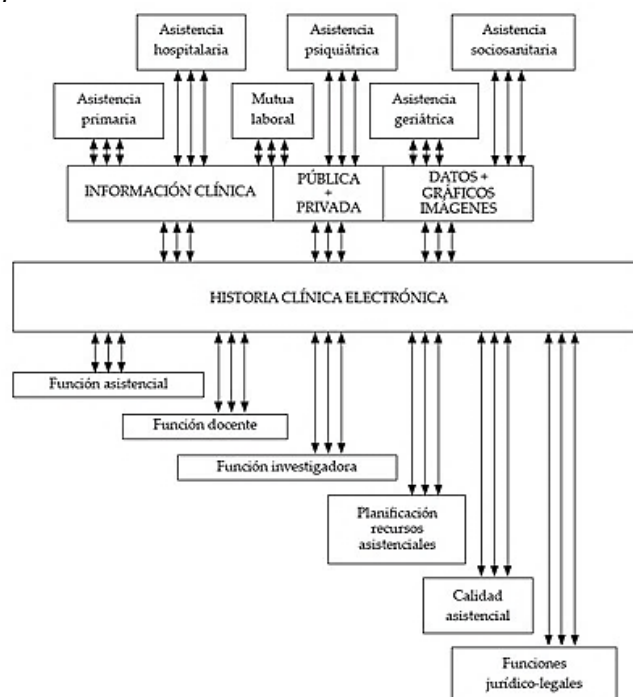 Asistencia
hospitalaria
Asistencia
psiquiátrica
Asistencia
sociosanitaria
Asistencia
primaria
Mutua
laboral
Asistencia
geriátrica
INFORMACIÓN CLÍNICA
PÚBLICA
+
PRIVADA
DATOS +
GRÁFICOS
IMÁGENES
HISTORIA CLÍNICA ELECTRÓNICA
Función asistencial
Función docente
Función investigadora
Planificación
recursos
asistenciales
Calidad
asistencial
Funciones
jurídico-legales